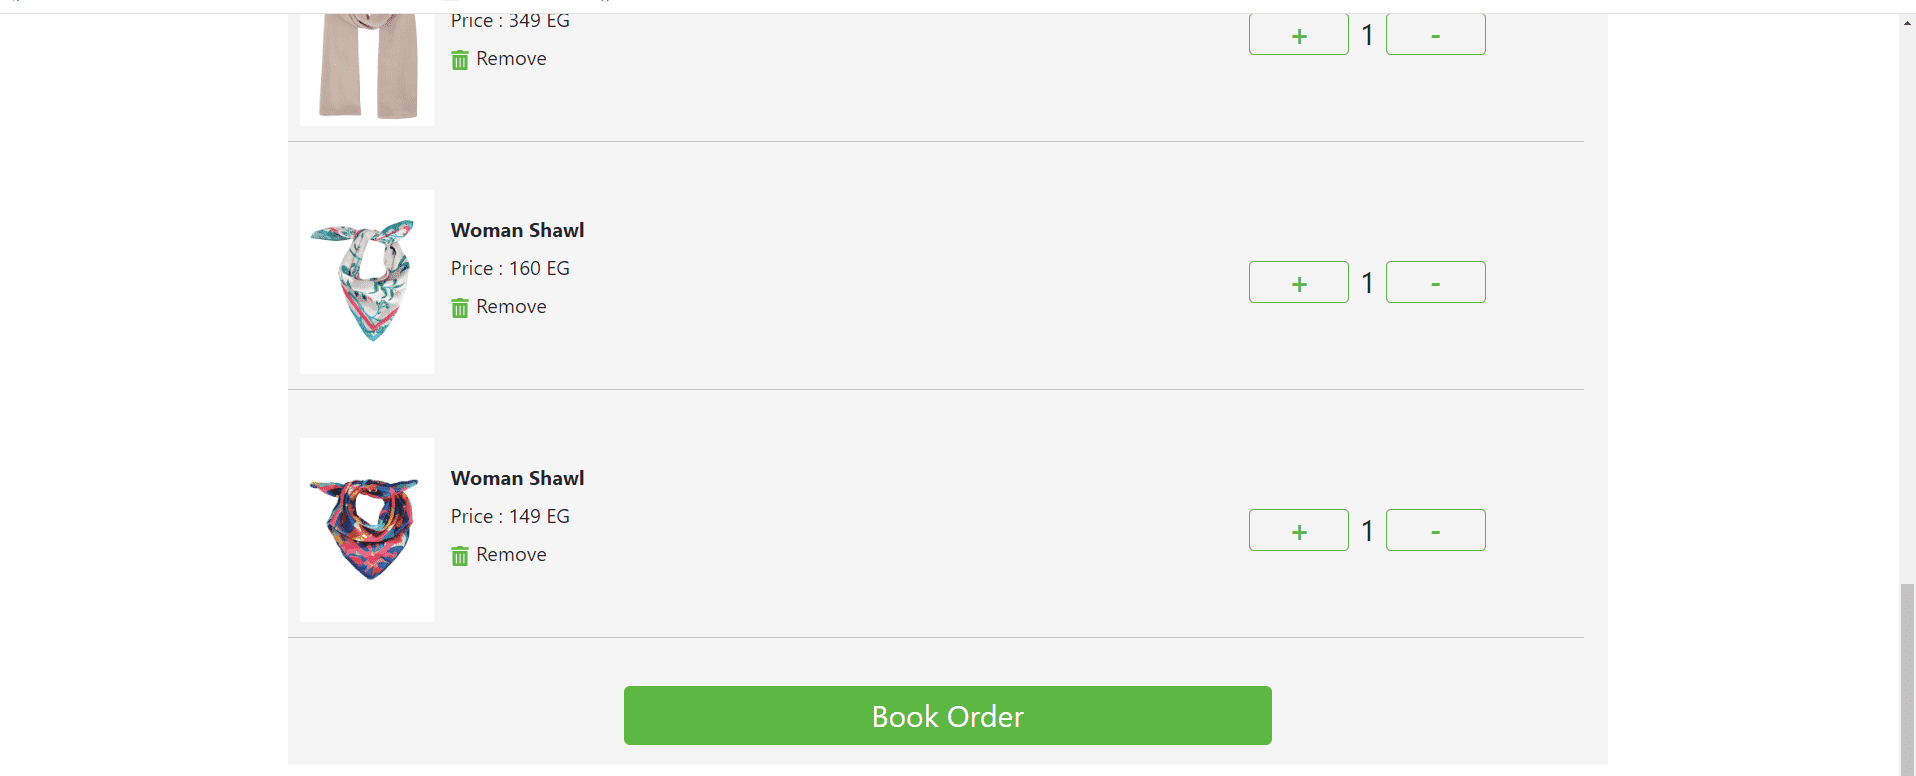 Price : 349 EG
Remove
+ 1 -
Woman Shawl
Price : 160 EG
Remove
+ 1 -
Woman Shawl
Price : 149 EG
Remove
+ 1 -
Book Order